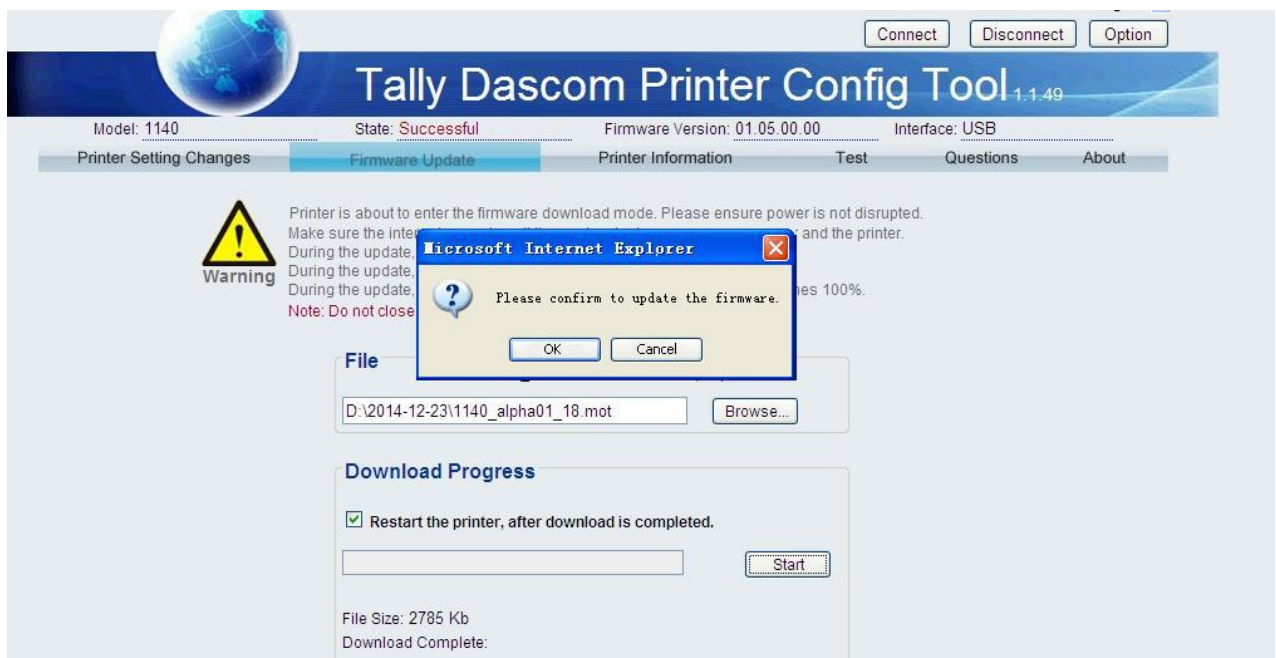 Connect Disconnect Option
Tally Dascom Printer Config Tool 1.1.49
Model: 1140 State: Successful Firmware Version: 01.05.00.00 Interface: USB
Printer Setting Changes Firmware Update Printer Information Test Questions About
Printer is about to enter the firmware download mode. Please ensure power is not disrupted.
Make sure the and the printer.
During the update,
Warning During the update,
During the update, 100%.
Note: Do not close
Microsoft Internet Explorer
Please confirm to update the firmware.
OK Cancel
File
D:\2014-12-23\1140_alpha01_18.mot Browse...
Download Progress
Restart the printer, after download is completed.
Start
File Size: 2785 Kb
Download Complete: